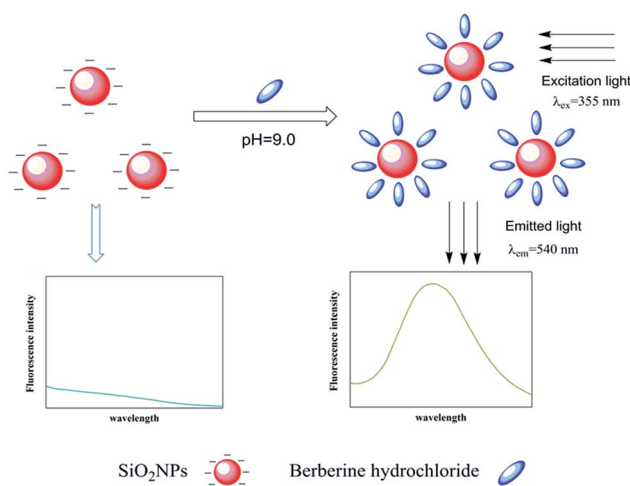 Excitation light
λex=355 nm
pH=9.0
Emitted light
λem=540 nm
Fluorescence intensity
wavelength
Fluorescence intensity
wavelength
SiO2NPs
Berberine hydrochloride